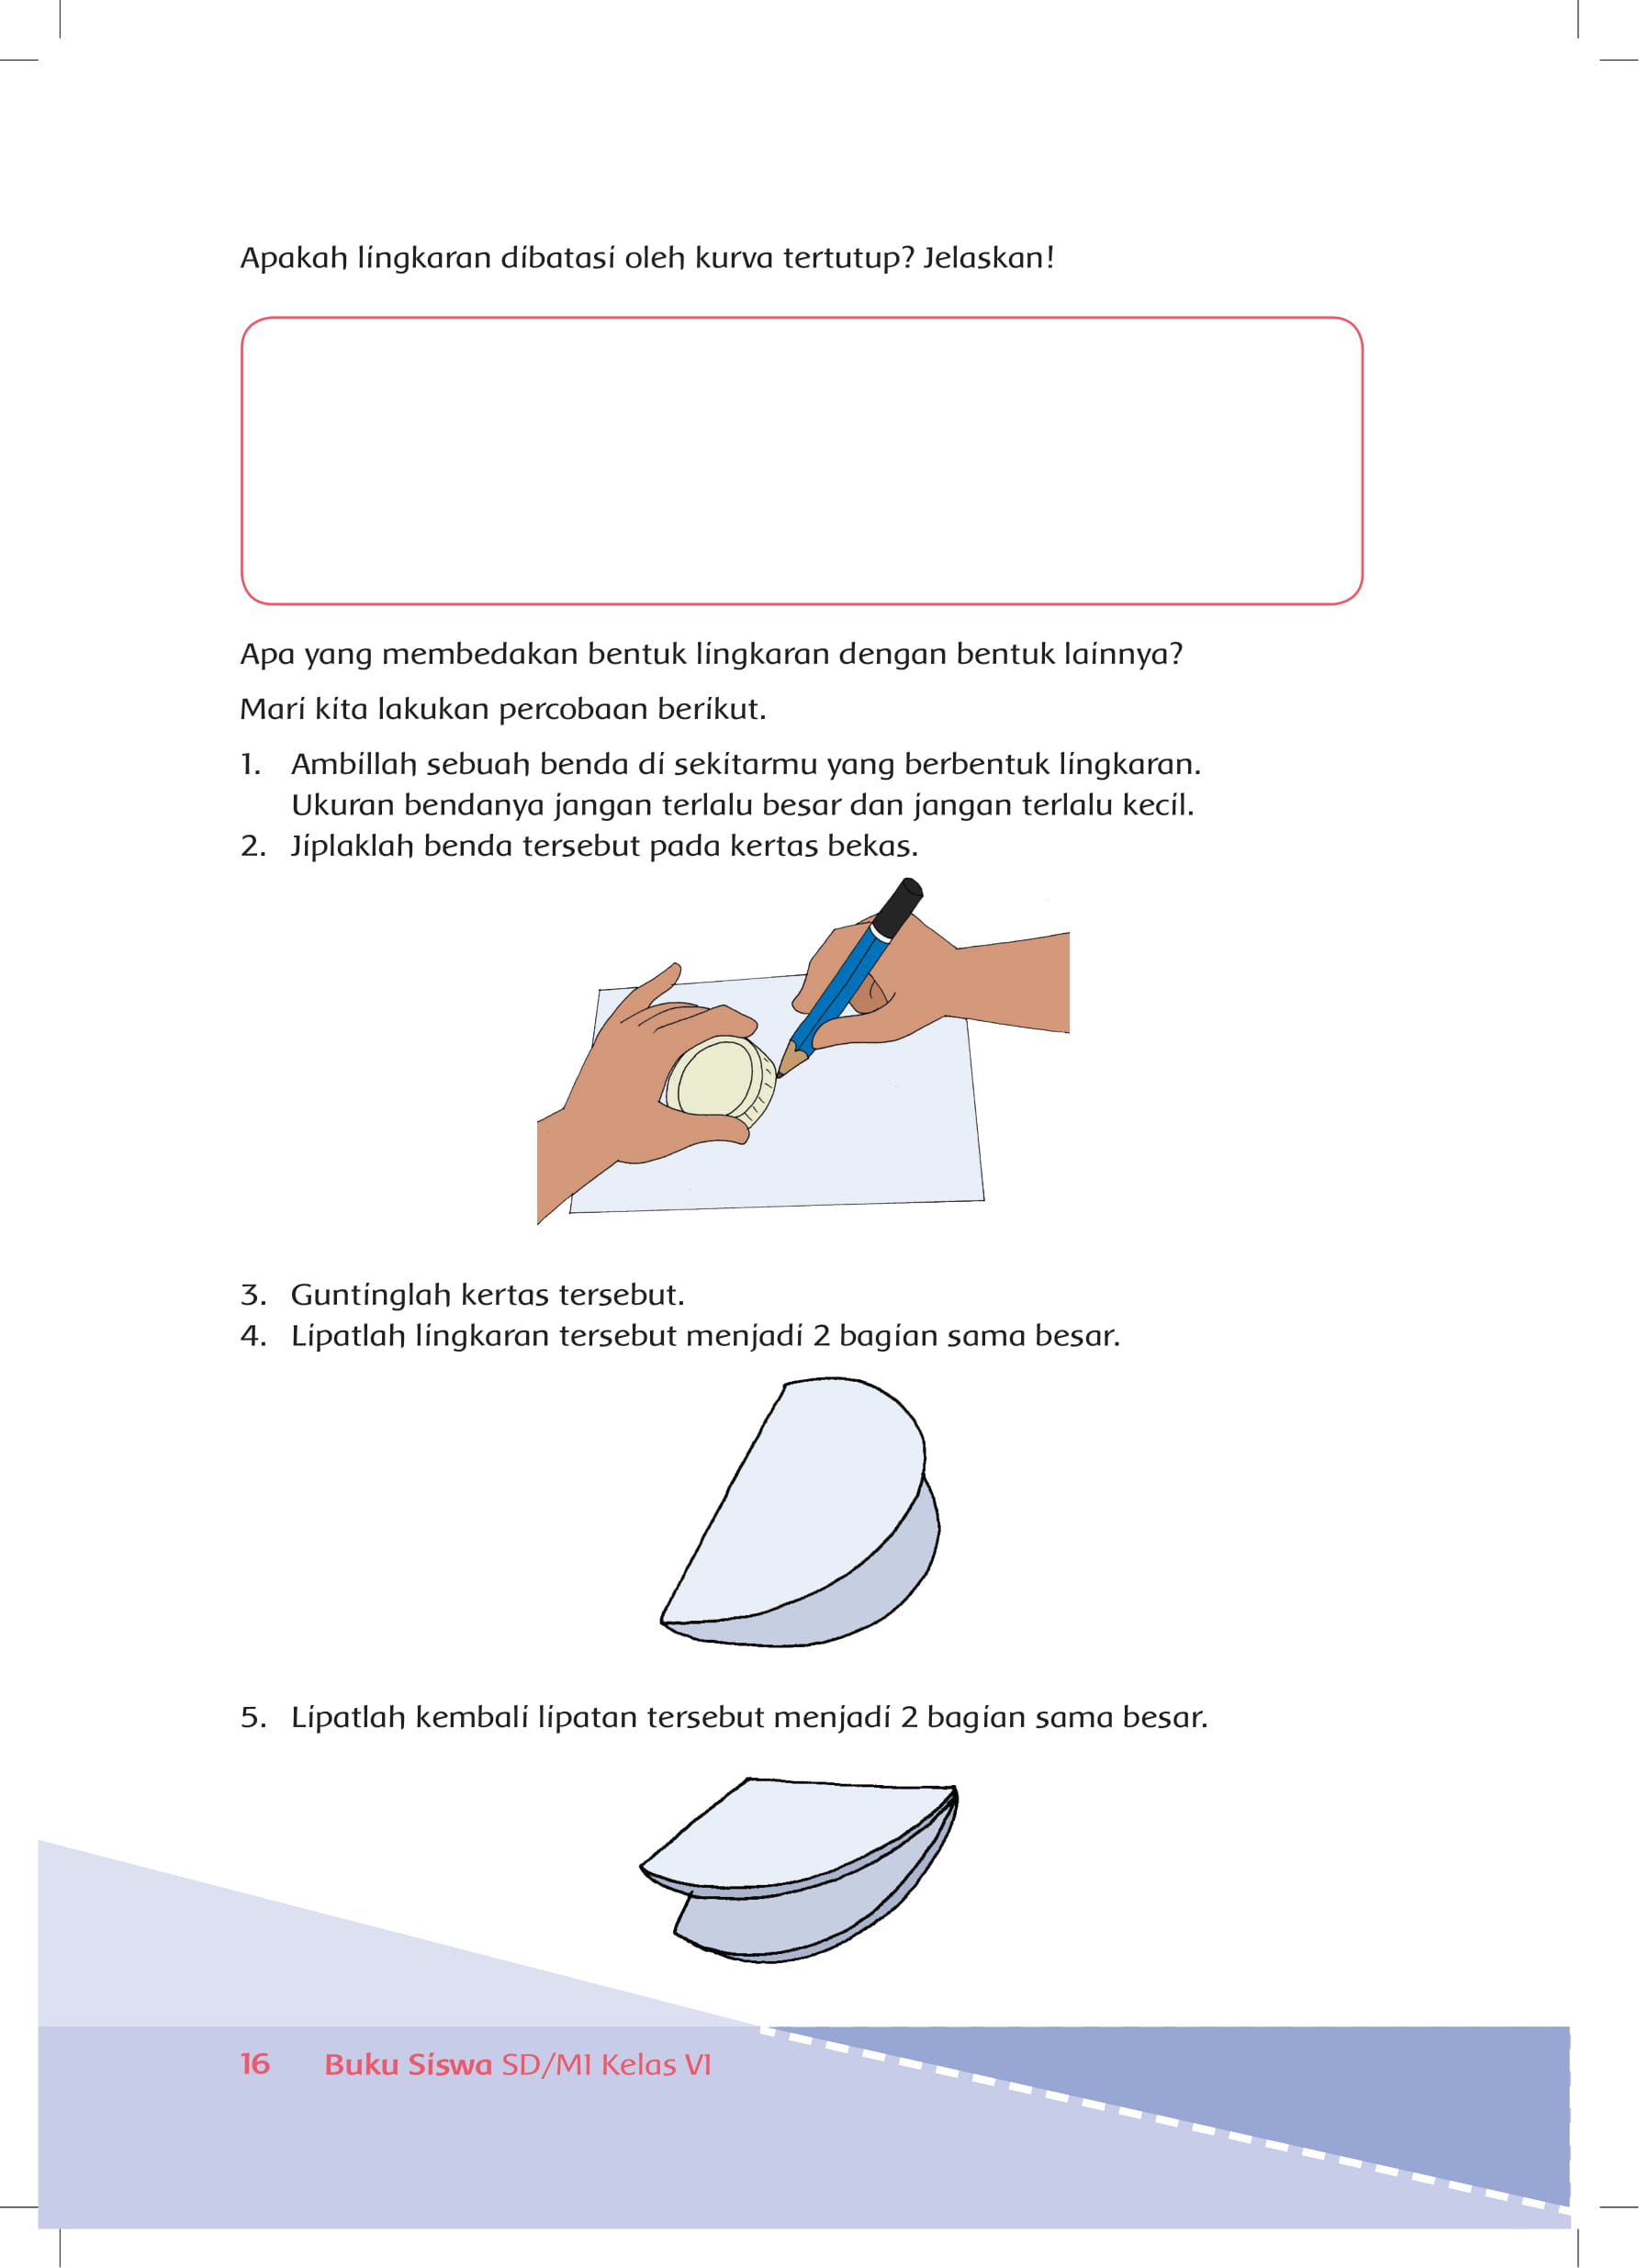 Apakah lingkaran dibatasi oleh kurva tertutup? Jelaskan!
Apa yang membedakan bentuk lingkaran dengan bentuk lainnya?
Mari kita lakukan percobaan berikut.
1. Ambillah sebuah benda di sekitarmu yang berbentuk lingkaran.
Ukuran bendanya jangan terlalu besar dan jangan terlalu kecil.
2. Jiplaklah benda tersebut pada kertas bekas.
3. Guntinglah kertas tersebut.
4. Lipatlah lingkaran tersebut menjadi 2 bagian sama besar.
5. Lipatlah kembali lipatan tersebut menjadi 2 bagian sama besar.
16 Buku Siswa SD/MI Kelas VI